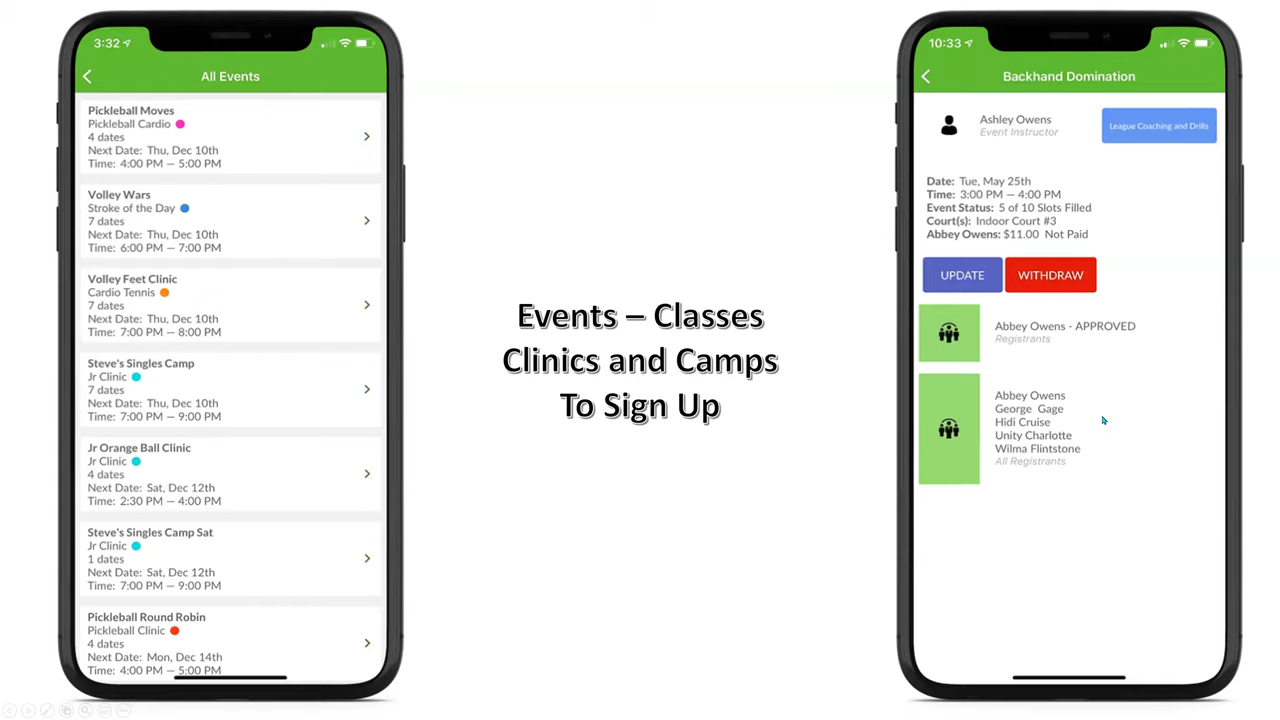 3:32
All Events
Pickleball Moves
Pickleball Cardio
4 dates
Next Date: Thu, Dec 10th
Time: 4:00 PM — 5:00 PM
Volley Wars
Stroke of the Day
7 dates
Next Date: Thu, Dec 10th
Time: 6:00 PM — 7:00 PM
Volley Feet Clinic
Cardio Tennis
7 dates
Next Date: Thu, Dec 10th
Time: 7:00 PM — 8:00 PM
Steve's Singles Camp
Jr Clinic
7 dates
Next Date: Thu, Dec 10th
Time: 7:00 PM — 9:00 PM
Jr Orange Ball Clinic
Jr Clinic
4 dates
Next Date: Sat, Dec 12th
Time: 2:30 PM — 4:00 PM
Steve's Singles Camp Sat
Jr Clinic
1 dates
Next Date: Sat, Dec 12th
Time: 7:00 PM — 9:00 PM
Pickleball Round Robin
Pickleball Clinic
4 dates
Next Date: Mon, Dec 14th
Time: 4:00 PM — 5:00 PM
Events – Classes
Clinics and Camps
To Sign Up
10:33
Backhand Domination
Ashley Owens
Event Instructor
League Coaching and Drills
Date: Tue, May 25th
Time: 3:00 PM — 4:00 PM
Event Status: 5 of 10 Slots Filled
Court(s): Indoor Court #3
Abbey Owens: $11.00 Not Paid
UPDATE WITHDRAW
Abbey Owens - APPROVED
Registrants
Abbey Owens
George Gage
Hidi Cruise
Unity Charlotte
Wilma Flintstone
All Registrants